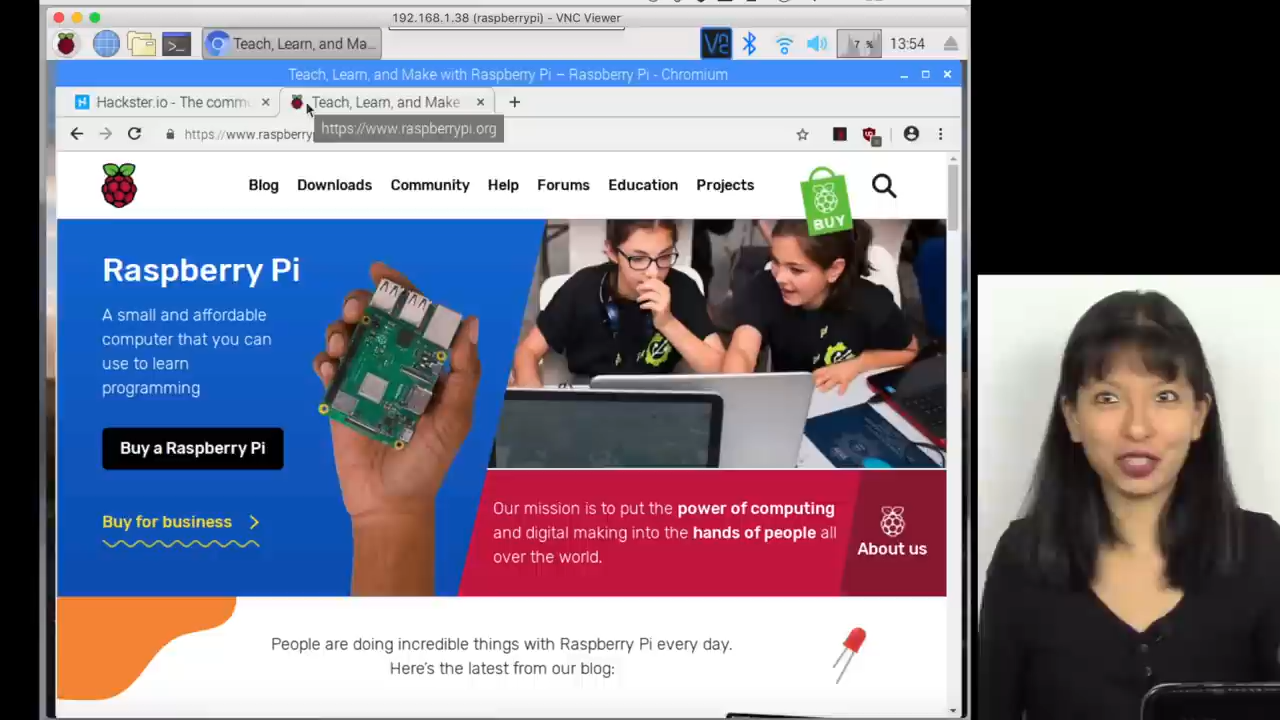 192.168.1.38 (raspberrypi) - VNC Viewer
Teach, Learn, and Ma...
7 %
13:54
Teach, Learn, and Make with Raspberry Pi – Raspberry Pi - Chromium
Hackster.io - The comm
Teach, Learn, and Make
https://www.raspberry
https://www.raspberrypi.org
Blog
Downloads
Community
Help
Forums
Education
Projects
BUY
Raspberry Pi
A small and affordable
computer that you can
use to learn
programming
Buy a Raspberry Pi
Buy for business
Our mission is to put the power of computing
and digital making into the hands of people all
over the world.
About us
People are doing incredible things with Raspberry Pi every day.
Here's the latest from our blog: